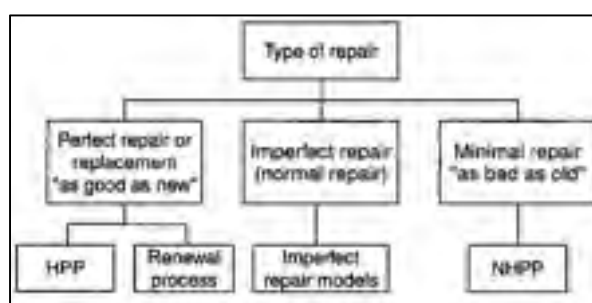 Type of repair
Perfect repair or
replacement
"as good as new"
Imperfect repair
(normal repair)
Minimal repair
"as bad as old"
HPP
Renewal
process
Imperfect
repair models
NHPP